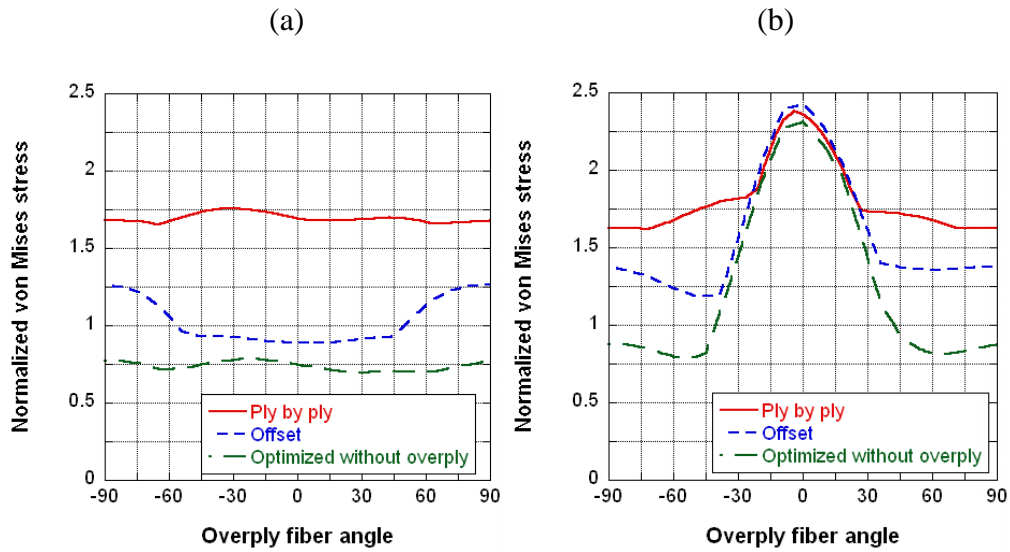 (a)
Normalized von Mises stress
2.5
2
1.5
1
0.5
0
-90
-60
-30
0
30
60
90
Ply by ply
Offset
Optimized without overply
Overply fiber angle
(b)
Normalized von Mises stress
2.5
2
1.5
1
0.5
0
-90
-60
-30
0
30
60
90
Ply by ply
Offset
Optimized without overply
Overply fiber angle